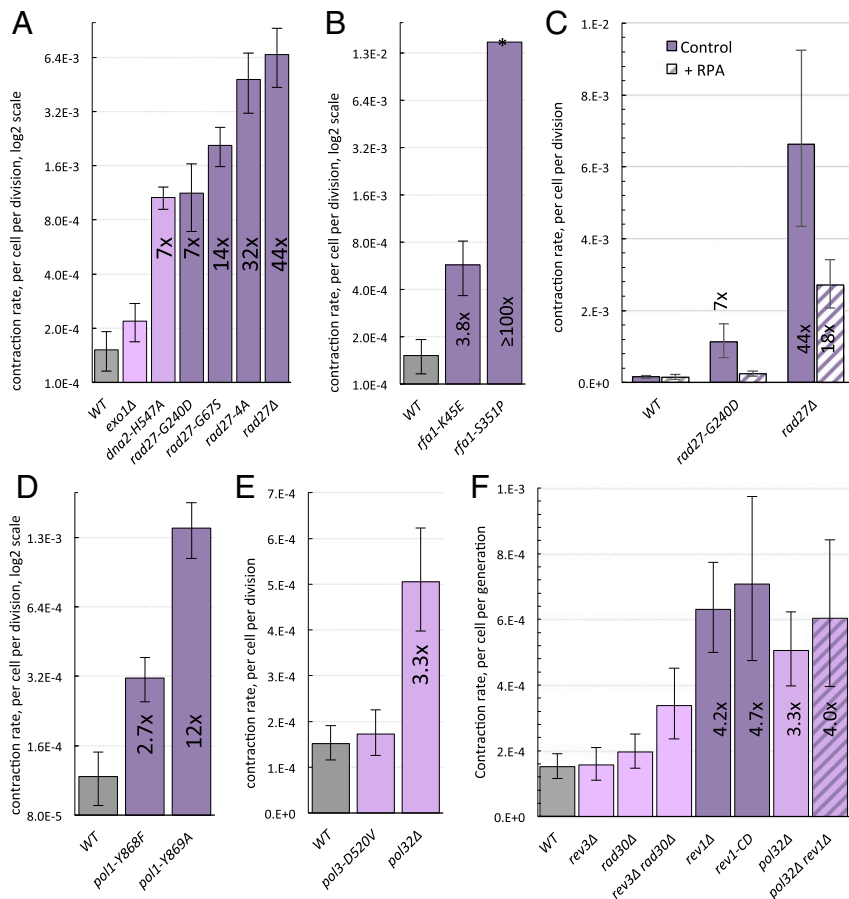 A
contraction rate, per cell per division, log2 scale
6.4E-3
3.2E-3
1.6E-3
8.0E-4
4.0E-4
2.0E-4
1.0E-4
7x
7x
14x
32x
44x
WT
exo1Δ
dna2-H547A
rad27-G240D
rad27-G67S
rad27-4A
rad27Δ
B
contraction rate, per cell per division, log2 scale
1.3E-2
6.4E-3
3.2E-3
1.6E-3
8.0E-4
4.0E-4
2.0E-4
1.0E-4
*
3.8x
≥100x
WT
rfa1-K45E
rfa1-S351P
C
contraction rate, per cell per division
1.E-2
8.E-3
6.E-3
4.E-3
2.E-3
0.E+0
Control
+ RPA
7x
44x
18x
WT
rad27-G240D
rad27Δ
D
contraction rate, per cell per division, log2 scale
1.3E-3
6.4E-4
3.2E-4
1.6E-4
8.0E-5
2.7x
12x
WT
pol1-Y868F
pol1-Y869A
E
contraction rate, per cell per division
7.E-4
6.E-4
5.E-4
4.E-4
3.E-4
2.E-4
1.E-4
0.E+0
3.3x
WT
pol3-D520V
pol32Δ
F
Contraction rate, per cell per generation
1.E-3
8.E-4
6.E-4
4.E-4
2.E-4
0.E+0
4.2x
4.7x
3.3x
4.0x
WT
rev3Δ
rad30Δ
rev3Δ rad30Δ
rev1Δ
rev1-CD
pol32Δ
pol32Δ rev1Δ